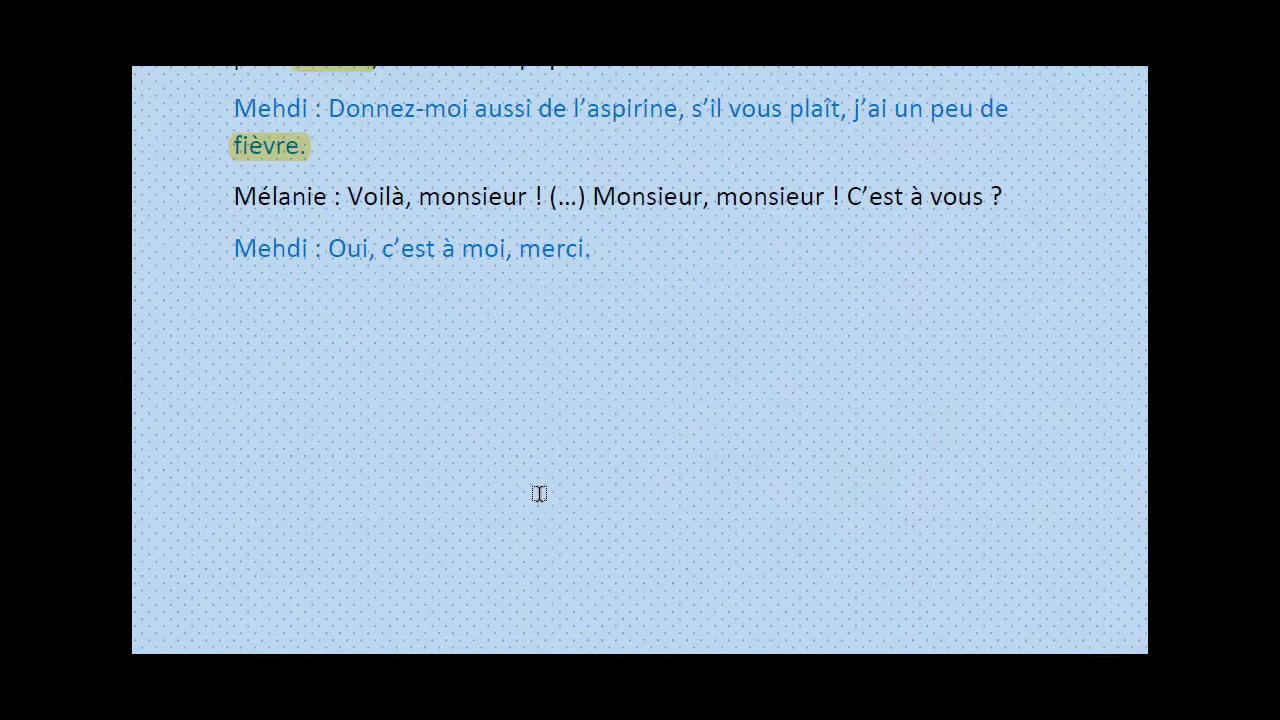 Mehdi : Donnez-moi aussi de l’aspirine, s’il vous plaît, j’ai un peu de
fièvre.
Mélanie : Voilà, monsieur ! (…) Monsieur, monsieur ! C’est à vous ?
Mehdi : Oui, c’est à moi, merci.